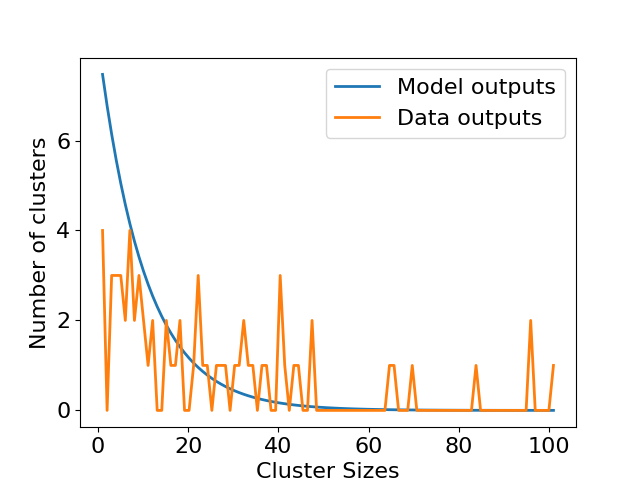 Model outputs
Data outputs
Number of clusters
6
4
2
0
0 20 40 60 80 100
Cluster Sizes